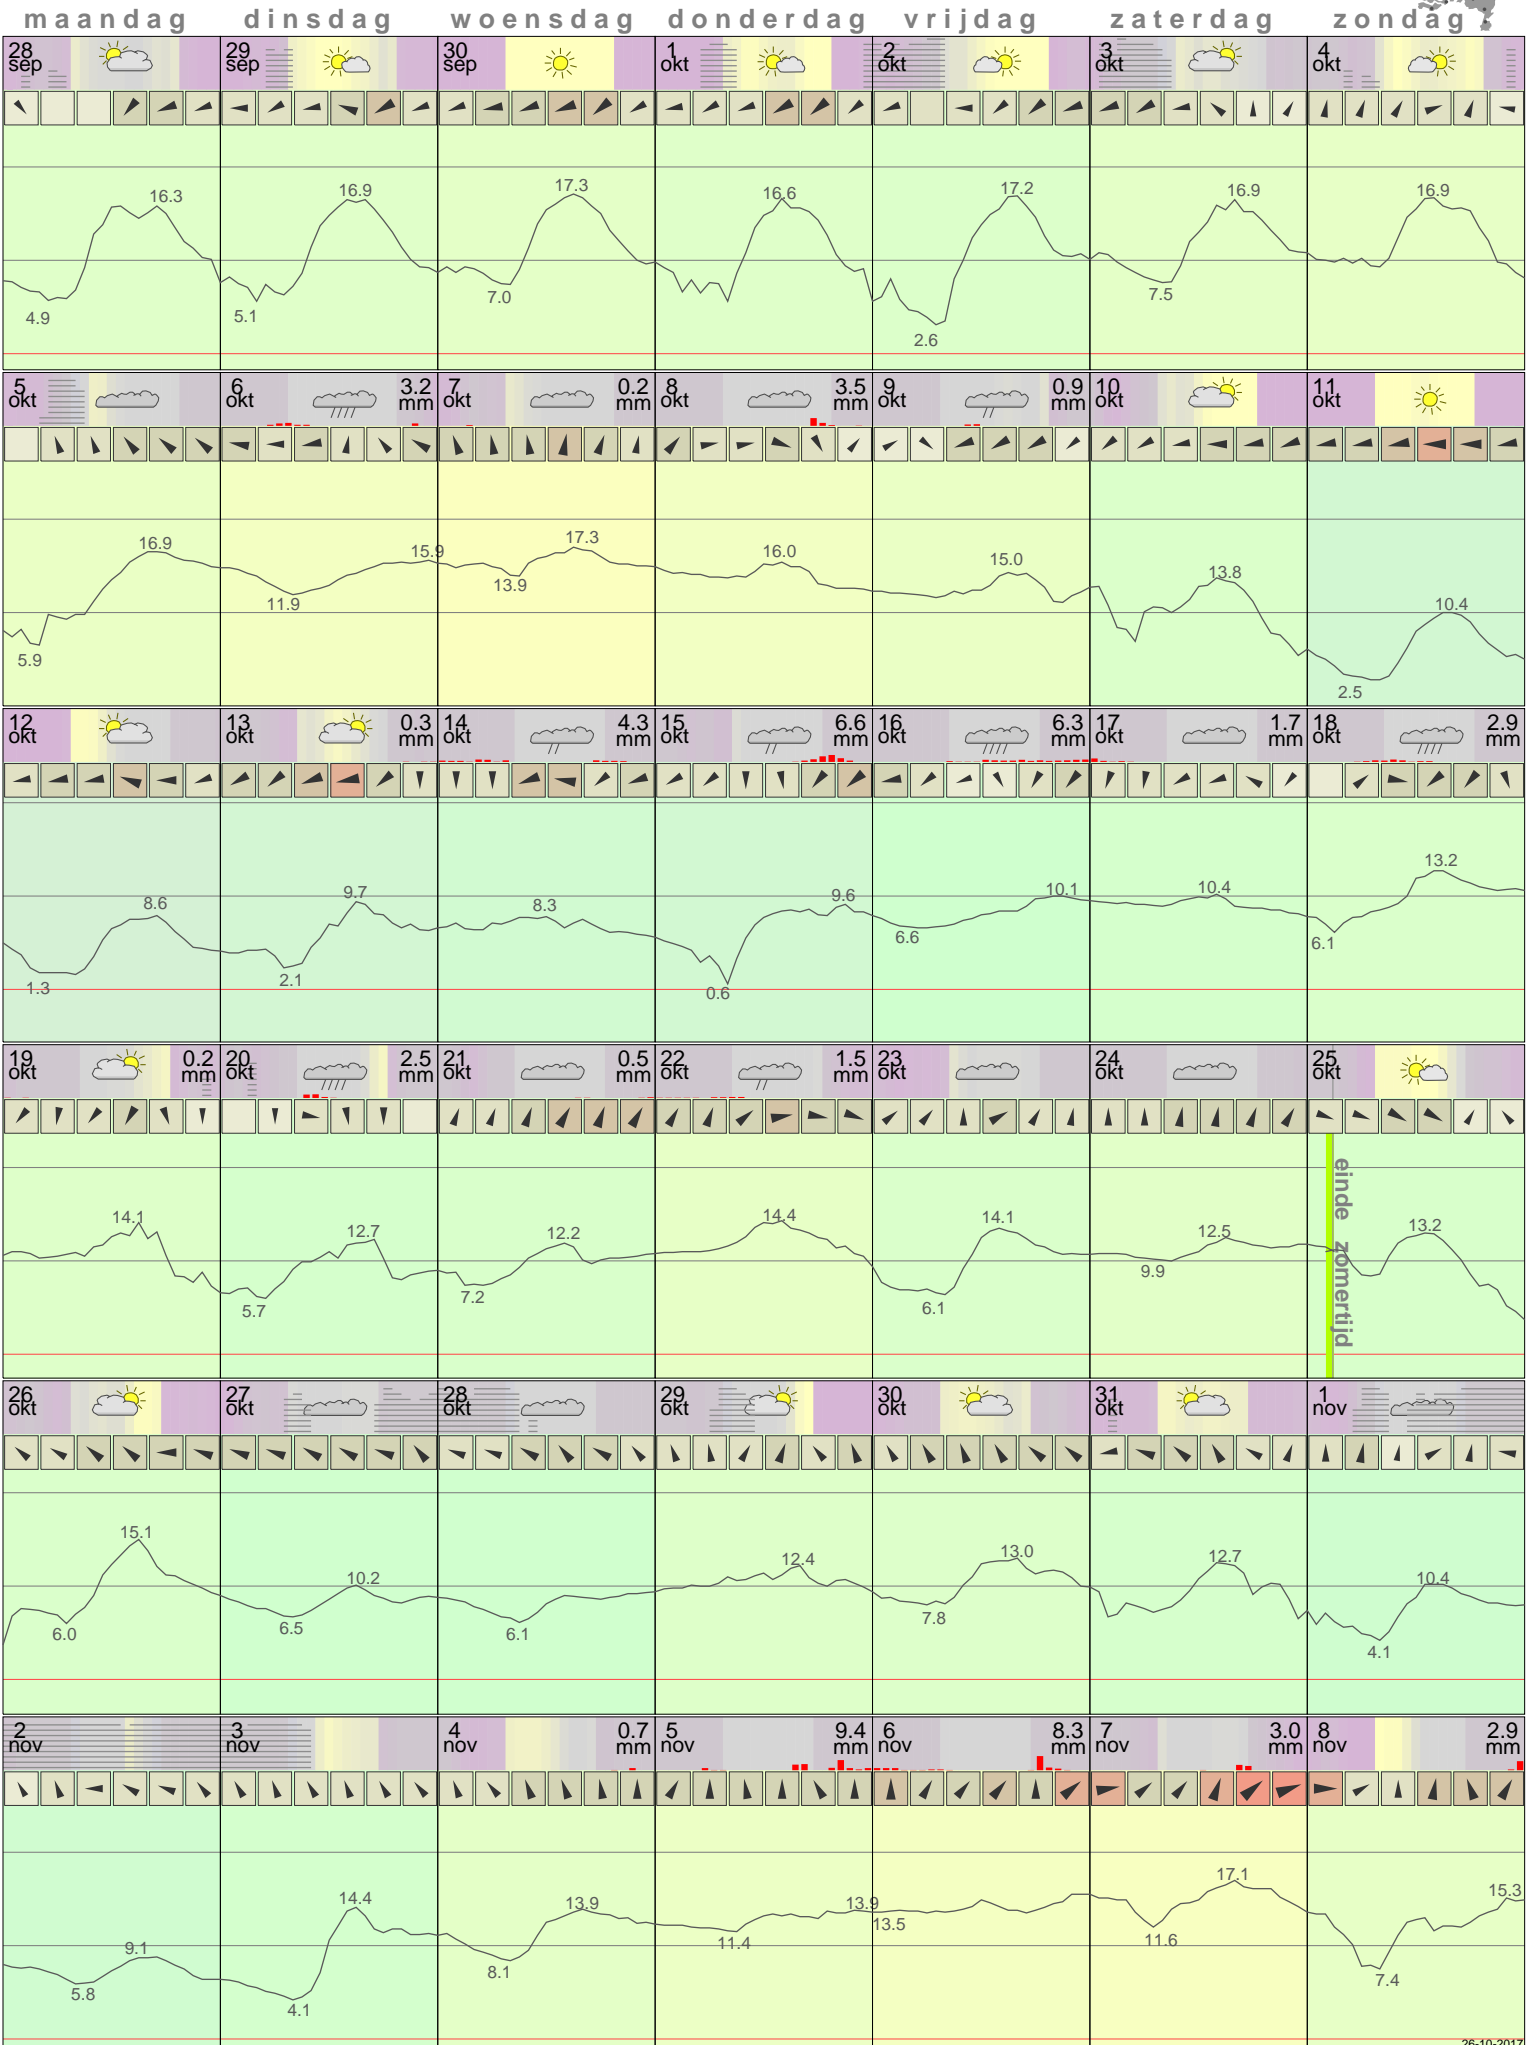 maandag dinsdag woensdag donderdag vrijdag zaterdag zondag
28 29 30 1 2 3 4
sep sep sep okt okt okt okt
16.3 16.9 17.3 16.6 17.2 16.9 16.9
4.9 5.1 7.0 2.6 7.5
5 6 3.2 7 0.2 8 3.5 9 0.9 10 11
okt okt mm okt mm okt mm okt mm okt okt
16.9 15.9 17.3 16.0 15.0 13.8 10.4
5.9 11.9 13.9 2.5
12 13 0.3 14 4.3 15 6.6 16 6.3 17 1.7 18 2.9
okt okt mm okt mm okt mm okt mm okt mm okt mm
8.6 9.7 8.3 9.6 10.1 10.4 13.2
1.3 2.1 0.6 6.6 6.1
19 0.2 20 2.5 21 0.5 22 1.5 23 24 25
okt mm okt mm okt mm okt mm okt okt okt
14.1 12.7 12.2 14.4 14.1 12.5 13.2
5.7 7.2 6.1 9.9
einde zomertijd
26 27 28 29 30 31 1
okt okt okt okt okt okt nov
15.1 10.2 12.4 13.0 12.7 10.4
6.0 6.5 6.1 7.8 4.1
2 3 4 0.7 5 9.4 6 8.3 7 3.0 8 2.9
nov nov nov mm nov mm nov mm nov mm nov mm
9.1 14.4 13.9 13.9 17.1 15.3
5.8 4.1 8.1 11.4 13.5 11.6 7.4
26-10-2017